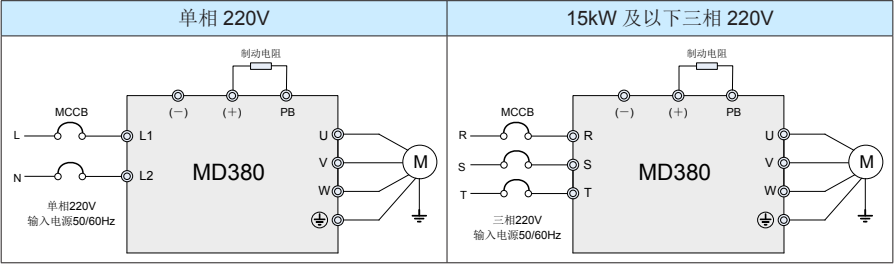 单相 220V
制动电阻
(－) (＋) PB
MCCB
L L1
N L2
MD380
U
V
W
M
单相220V
输入电源50/60Hz
15kW 及以下三相 220V
制动电阻
(－) (＋) PB
MCCB
R R
S S
T T
MD380
U
V
W
M
三相220V
输入电源50/60Hz